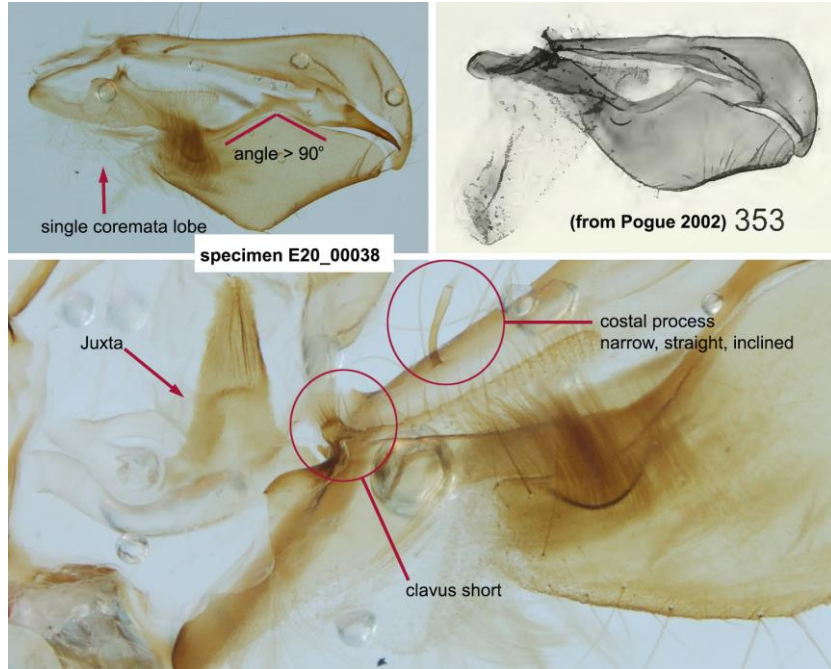 angle > 90°
single coremata lobe
(from Pogue 2002) 353
specimen E20_00038
Juxta
costal process
narrow, straight, inclined
clavus short